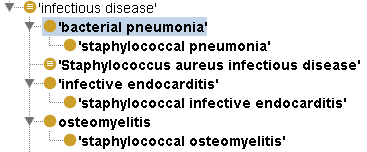 'infectious disease'
'bacterial pneumonia'
'staphylococcal pneumonia'
'Staphylococcus aureus infectious disease'
'infective endocarditis'
'staphylococcal infective endocarditis'
osteomyelitis
'staphylococcal osteomyelitis'